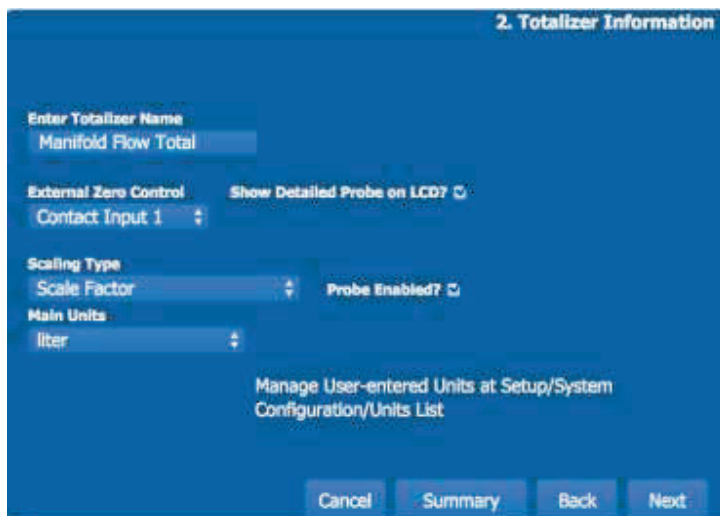 2. Totalizer Information
Enter Totalizer Name
Manifold Flow Total
External Zero Control Show Detailed Probe on LCD?
Contact Input 1
Scaling Type
Scale Factor Probe Enabled?
Main Units
liter
Manage User-entered Units at Setup/System
Configuration/Units List
Cancel Summary Back Next